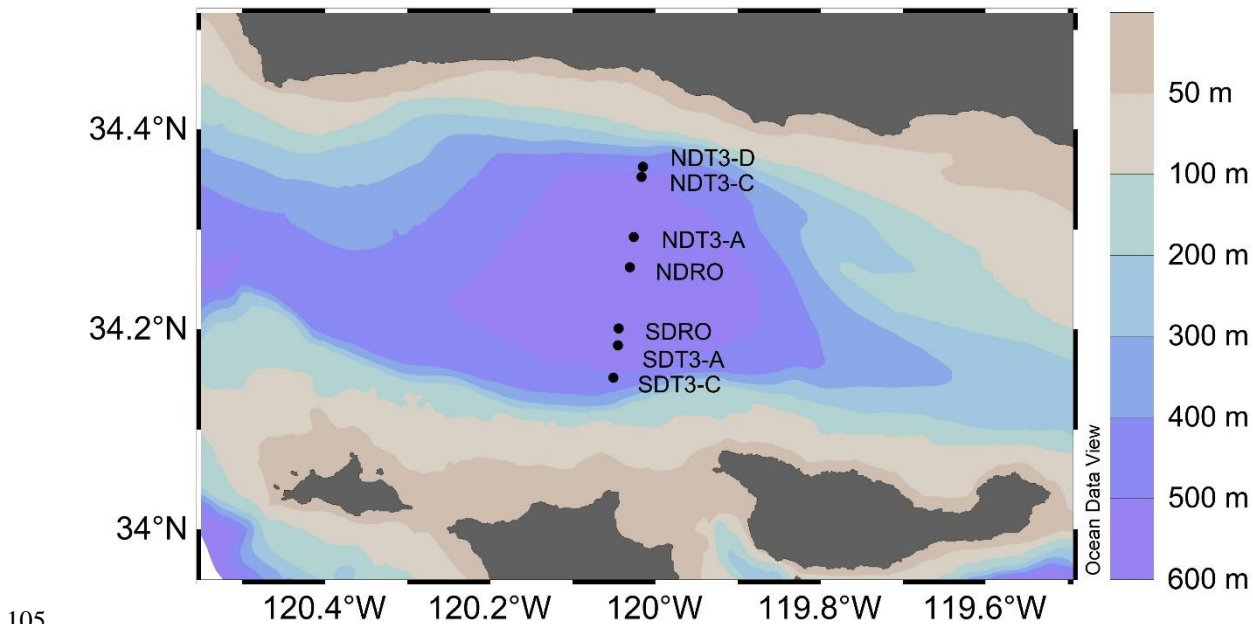 34.4°N
34.2°N
34°N
NDT3-D
NDT3-C
NDT3-A
NDRO
SDRO
SDT3-A
SDT3-C
50 m
100 m
200 m
300 m
400 m
500 m
600 m
Ocean Data View
105
120.4°W 120.2°W 120°W 119.8°W 119.6°W